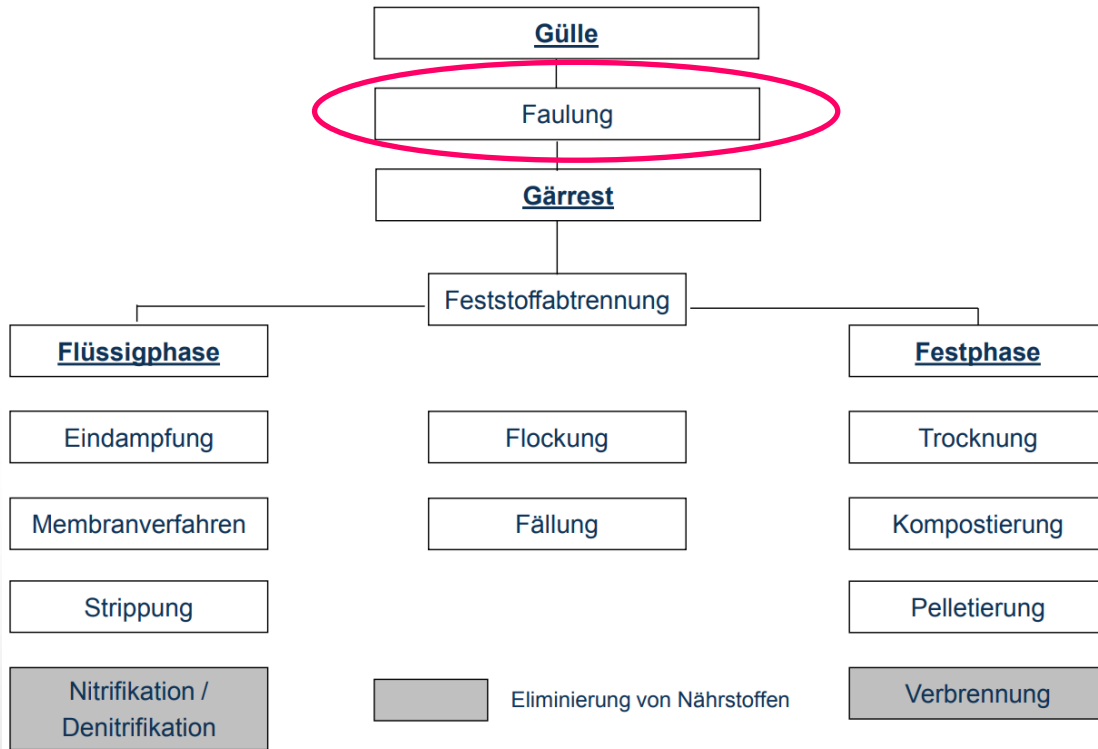 Gülle
Faulung
Gärrest
Feststoffabtrennung
Flüssigphase
Festphase
Eindampfung
Flockung
Trocknung
Membranverfahren
Fällung
Kompostierung
Strippung
Pelletierung
Nitrifikation /
Denitrifikation
Eliminierung von Nährstoffen
Verbrennung